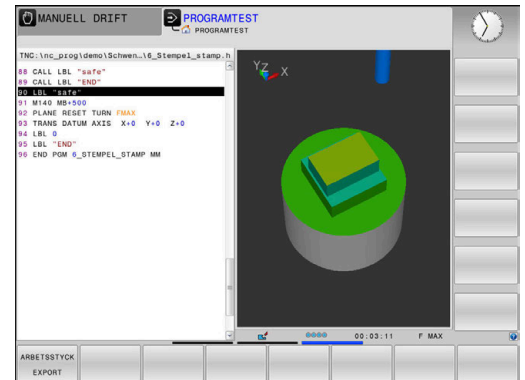 MANUELL DRIFT
PROGRAMTEST
PROGRAMTEST
TNC:\nc_prog\demo\Schwen…\6_Stempel_stamp.h
88 CALL LBL "safe"
89 CALL LBL "END"
90 LBL "safe"
91 M140 MB+500
92 PLANE RESET TURN FMAX
93 TRANS DATUM AXIS X+0 Y+0 Z+0
94 LBL 0
95 LBL "END"
96 END PGM 6_STEMPEL_STAMP MM
Y Z X
00:03:11 F MAX
ARBETSSTYCK
EXPORT